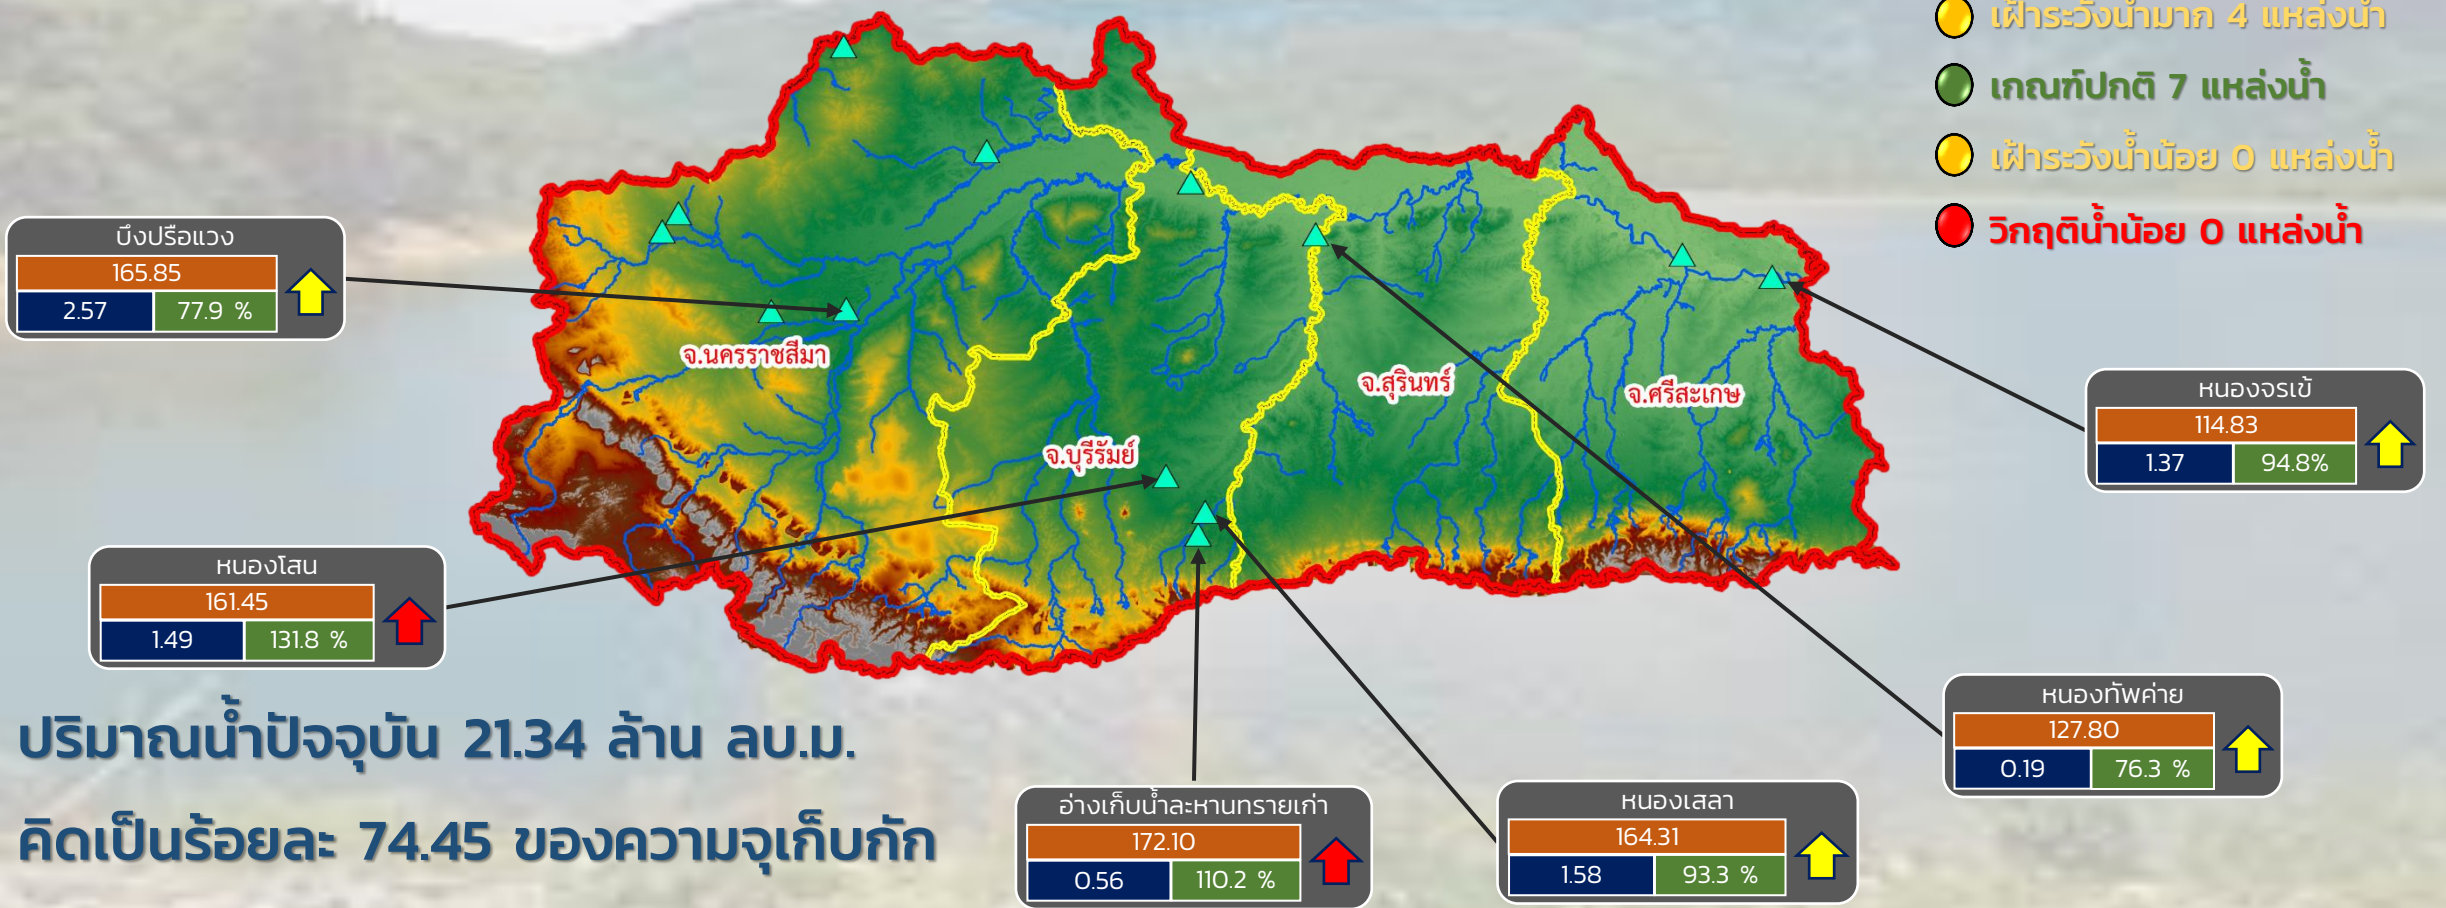 เฝ้าระวังน้ำมาก 4 แหล่งน้ำ
เกณฑ์ปกติ 7 แหล่งน้ำ
เฝ้าระวังน้ำน้อย 0 แหล่งน้ำ
วิกฤติน้ำน้อย 0 แหล่งน้ำ
บึงปรือแวง
165.85
2.57 77.9 %
จ.นครราชสีมา
จ.บุรีรัมย์
จ.สุรินทร์
จ.ศรีสะเกษ
หนองจรเข้
114.83
1.37 94.8%
หนองโสน
161.45
1.49 131.8 %
หนองทัพค่าย
127.80
0.19 76.3 %
อ่างเก็บน้ำละหานทรายเก่า
172.10
0.56 110.2 %
หนองเสลา
164.31
1.58 93.3 %
ปริมาณน้ำปัจจุบัน 21.34 ล้าน ลบ.ม.
คิดเป็นร้อยละ 74.45 ของความจุเก็บกัก